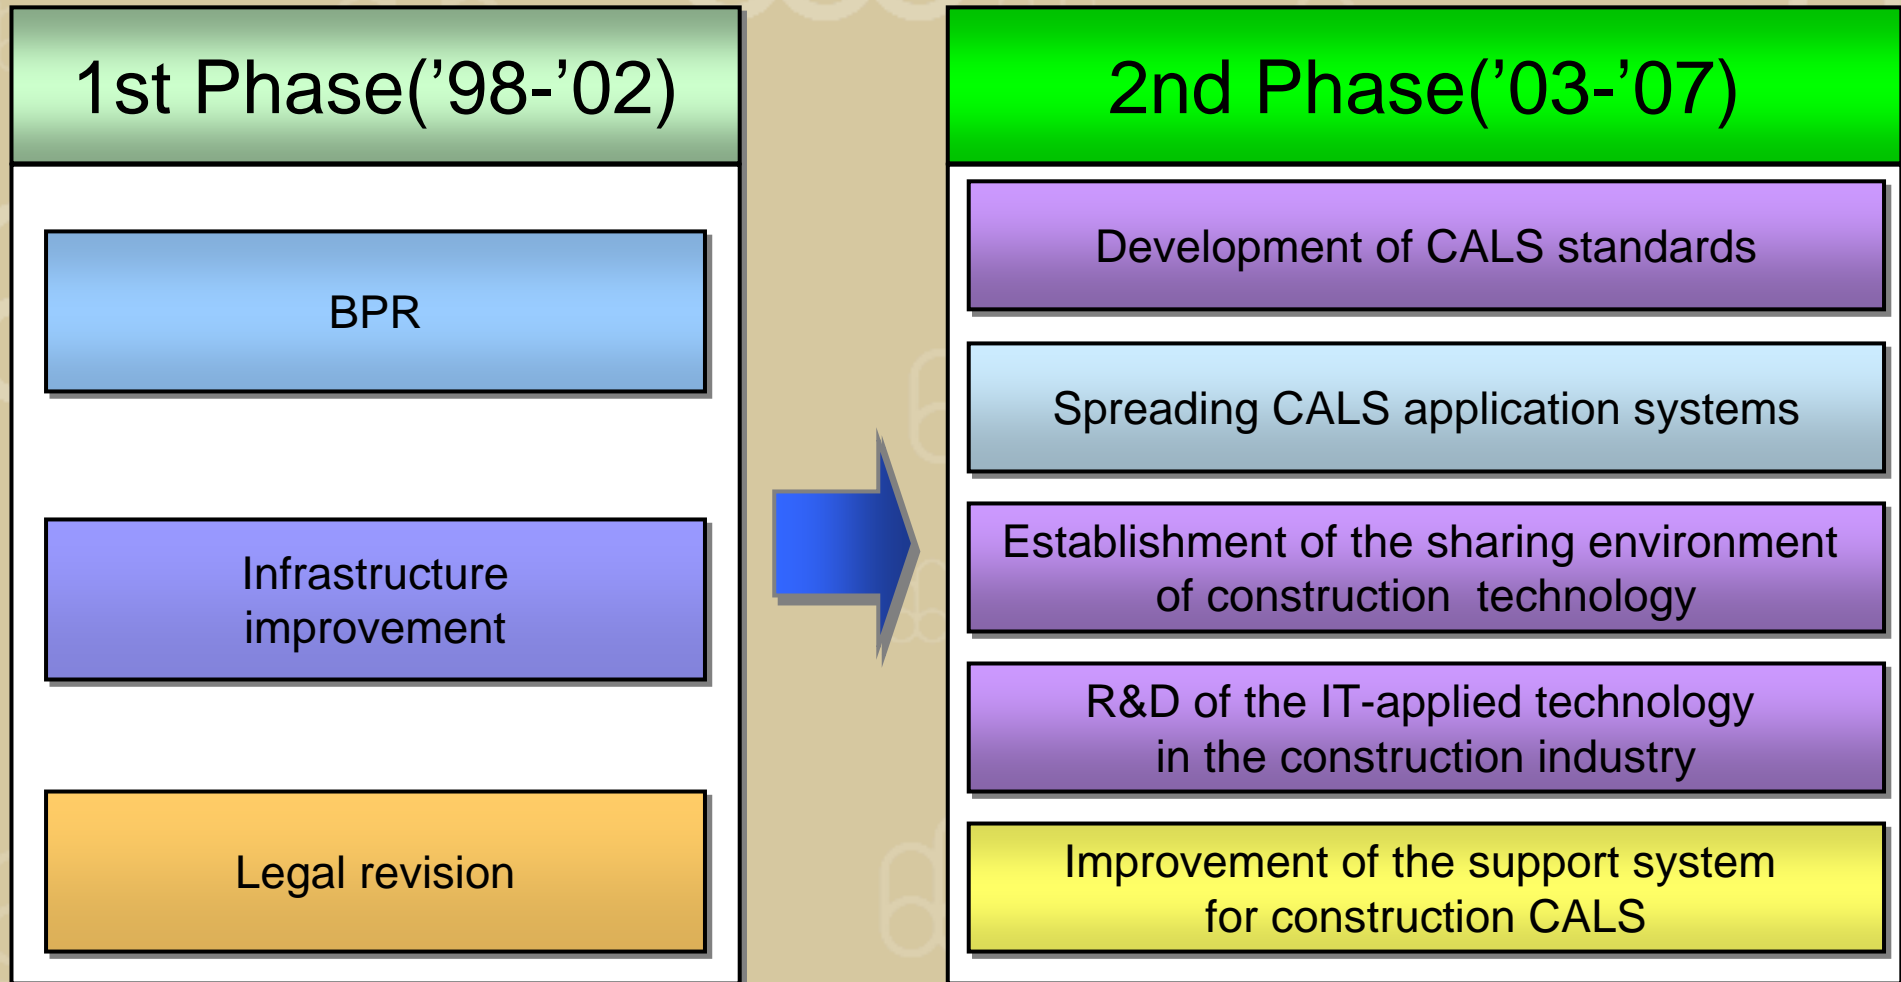 1st Phase(’98-’02)
BPR
Infrastructure
improvement
Legal revision
2nd Phase(’03-’07)
Development of CALS standards
Spreading CALS application systems
Establishment of the sharing environment
of construction  technology
R&D of the IT-applied technology
in the construction industry
Improvement of the support system
for construction CALS